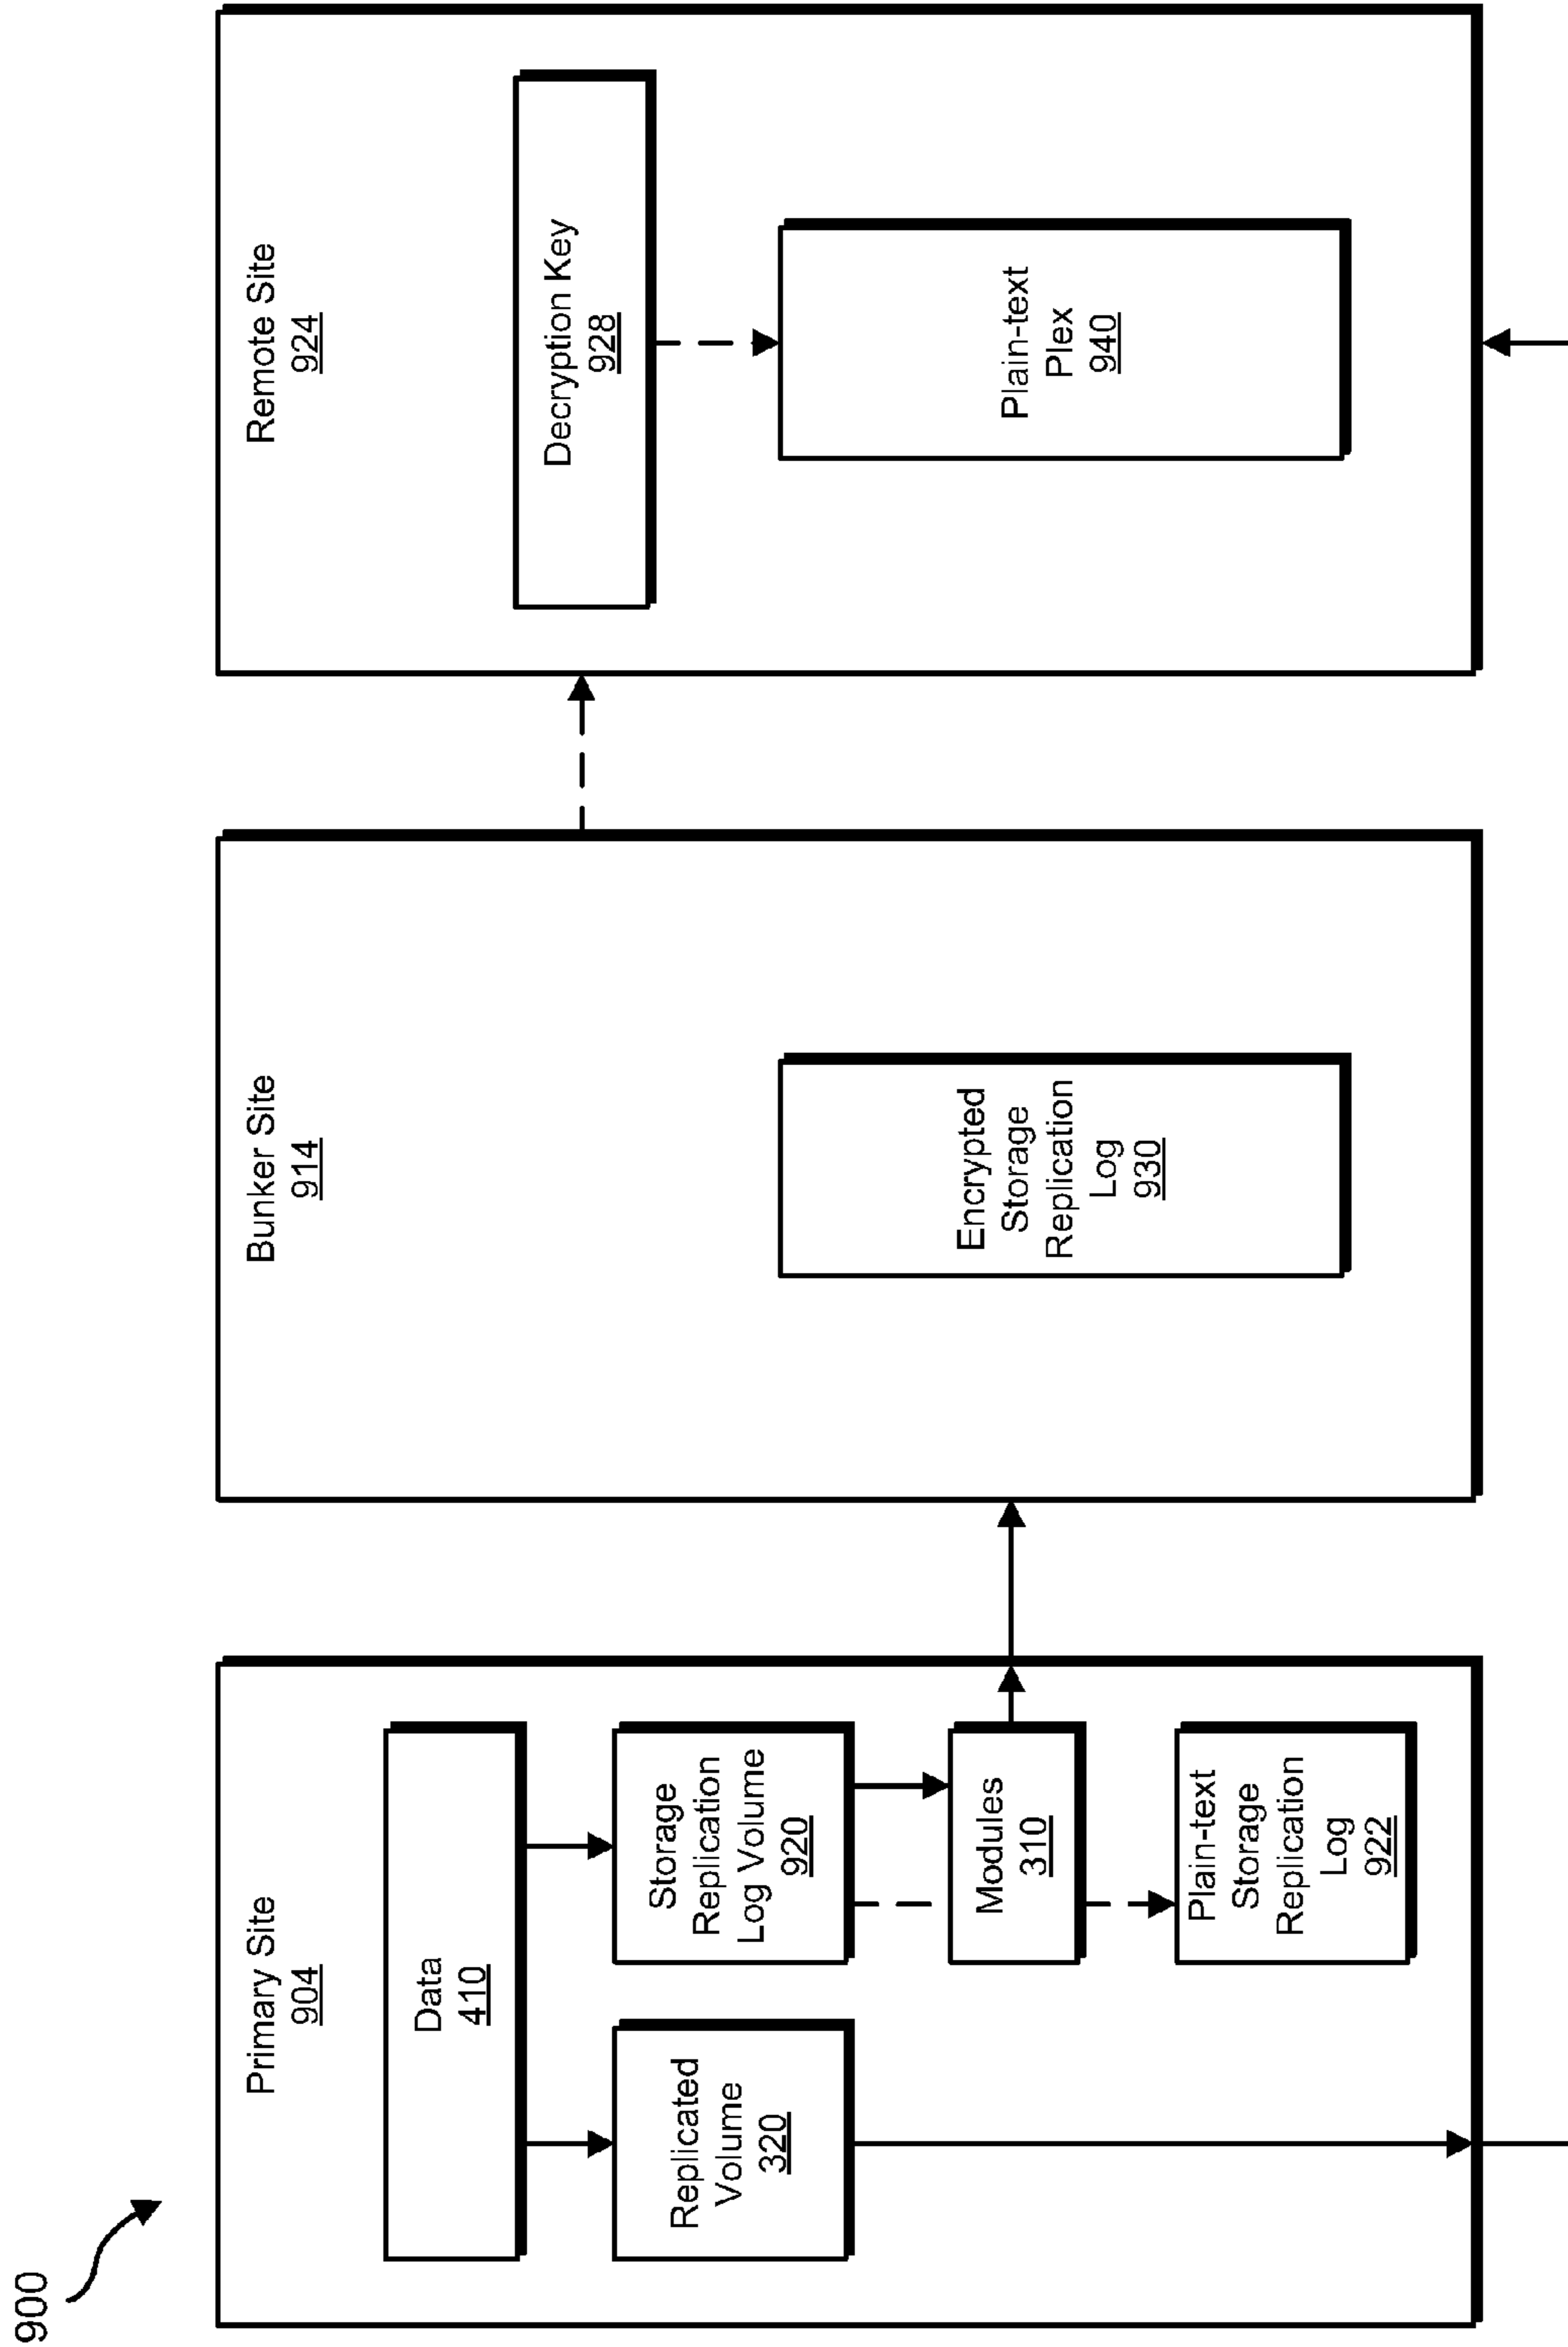 900
Primary Site
904
Data
410
Replicated
Volume
320
Storage
Replication
Log Volume
920
Modules
310
Plain-text
Storage
Replication
Log
922
Bunker Site
914
Encrypted
Storage
Replication
Log
930
Remote Site
924
Decryption Key
928
Plain-text
Plex
940